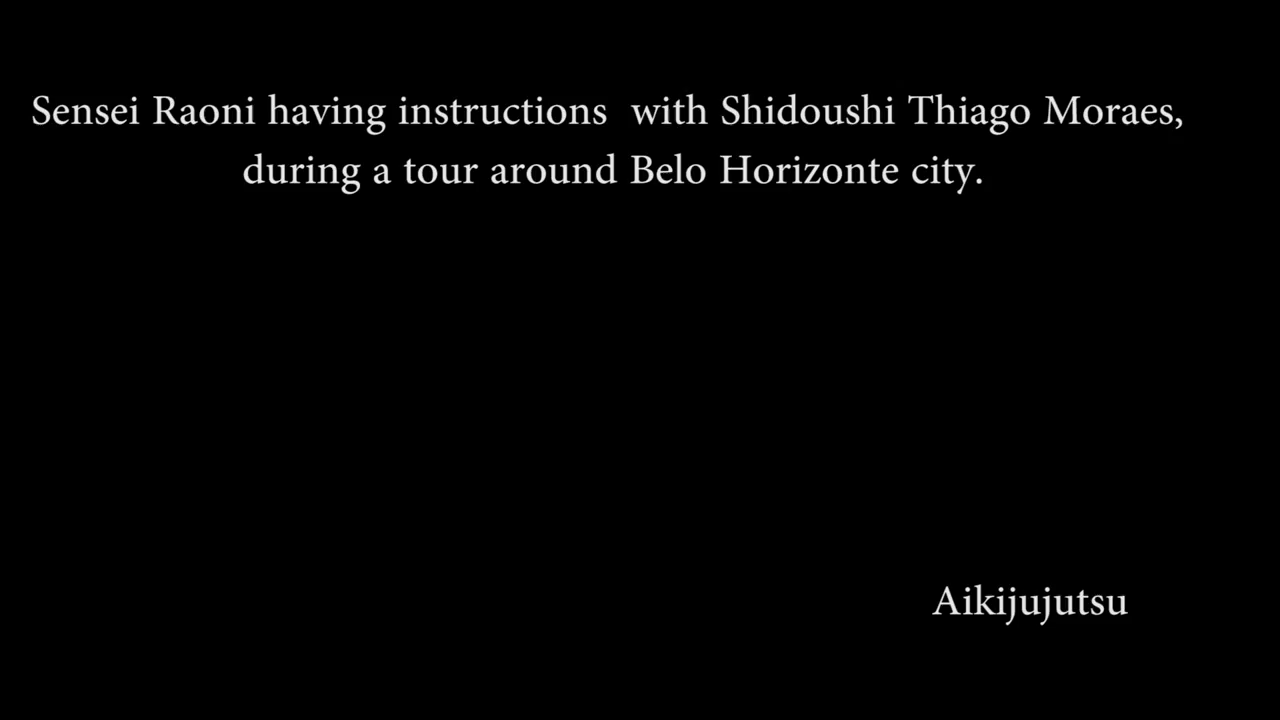 Sensei Raoni having instructions  with Shidoushi Thiago Moraes,
during a tour around Belo Horizonte city.
Aikijujutsu